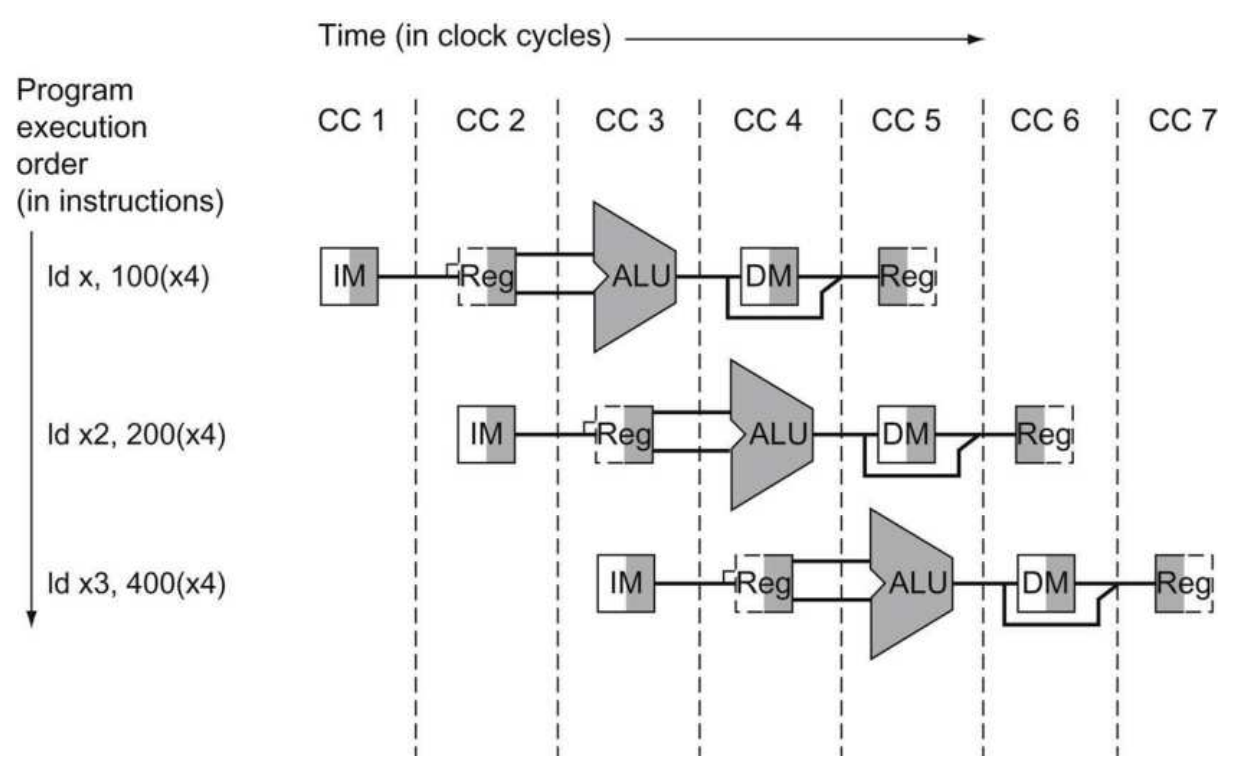 Time (in clock cycles)
Program
execution
order
(in instructions)
CC 1 CC 2 CC 3 CC 4 CC 5 CC 6 CC 7
ld x, 100(x4)
IM Reg ALU DM Reg
ld x2, 200(x4)
IM Reg ALU DM Reg
ld x3, 400(x4)
IM Reg ALU DM Reg